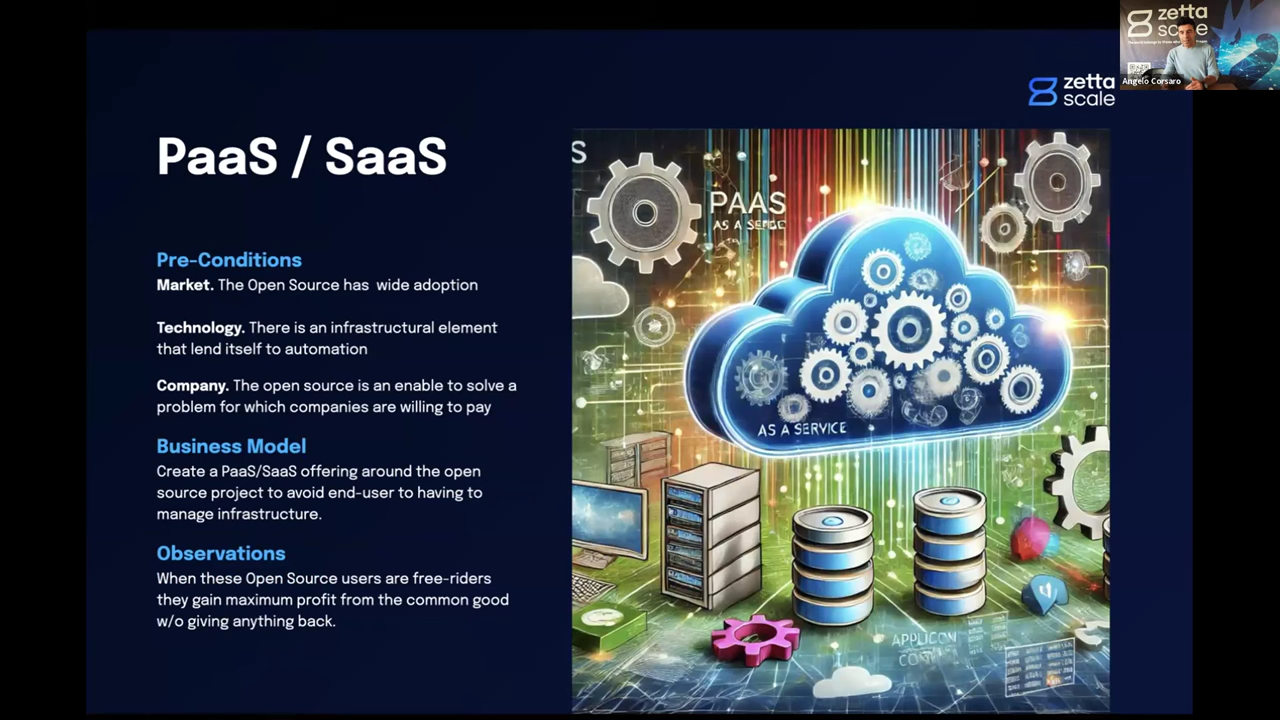 zetta
scale
Angelo Corsaro
zetta
scale
PaaS / SaaS
Pre-Conditions
Market. The Open Source has wide adoption
Technology. There is an infrastructural element
that lend itself to automation
Company. The open source is an enable to solve a
problem for which companies are willing to pay
Business Model
Create a PaaS/SaaS offering around the open
source project to avoid end-user to having to
manage infrastructure.
Observations
When these Open Source users are free-riders
they gain maximum profit from the common good
w/o giving anything back.
S
PAAS
AS A
AS A SERVICE
APPLICON